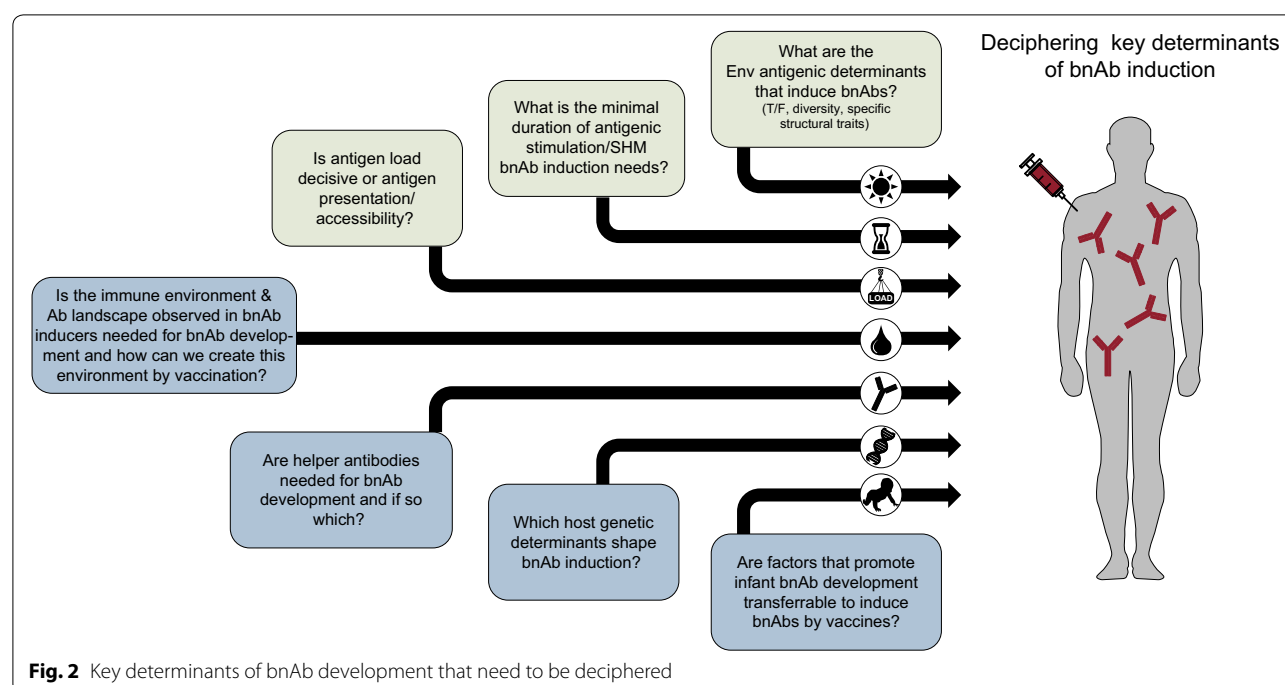 What are the
Env antigenic determinants
that induce bnAbs?
(T/F, diversity, specific
structural traits)
Deciphering key determinants
of bnAb induction
What is the minimal
duration of antigenic
stimulation/SHM
bnAb induction needs?
Is antigen load
decisive or antigen
presentation/
accessibility?
LOAD
Is the immune environment &
Ab landscape observed in bnAb
inducers needed for bnAb develop-
ment and how can we create this
environment by vaccination?
Are helper antibodies
needed for bnAb
development and if so
which?
Which host genetic
determinants shape
bnAb induction?
Are factors that promote
infant bnAb development
transferrable to induce
bnAbs by vaccines?
Fig. 2 Key determinants of bnAb development that need to be deciphered